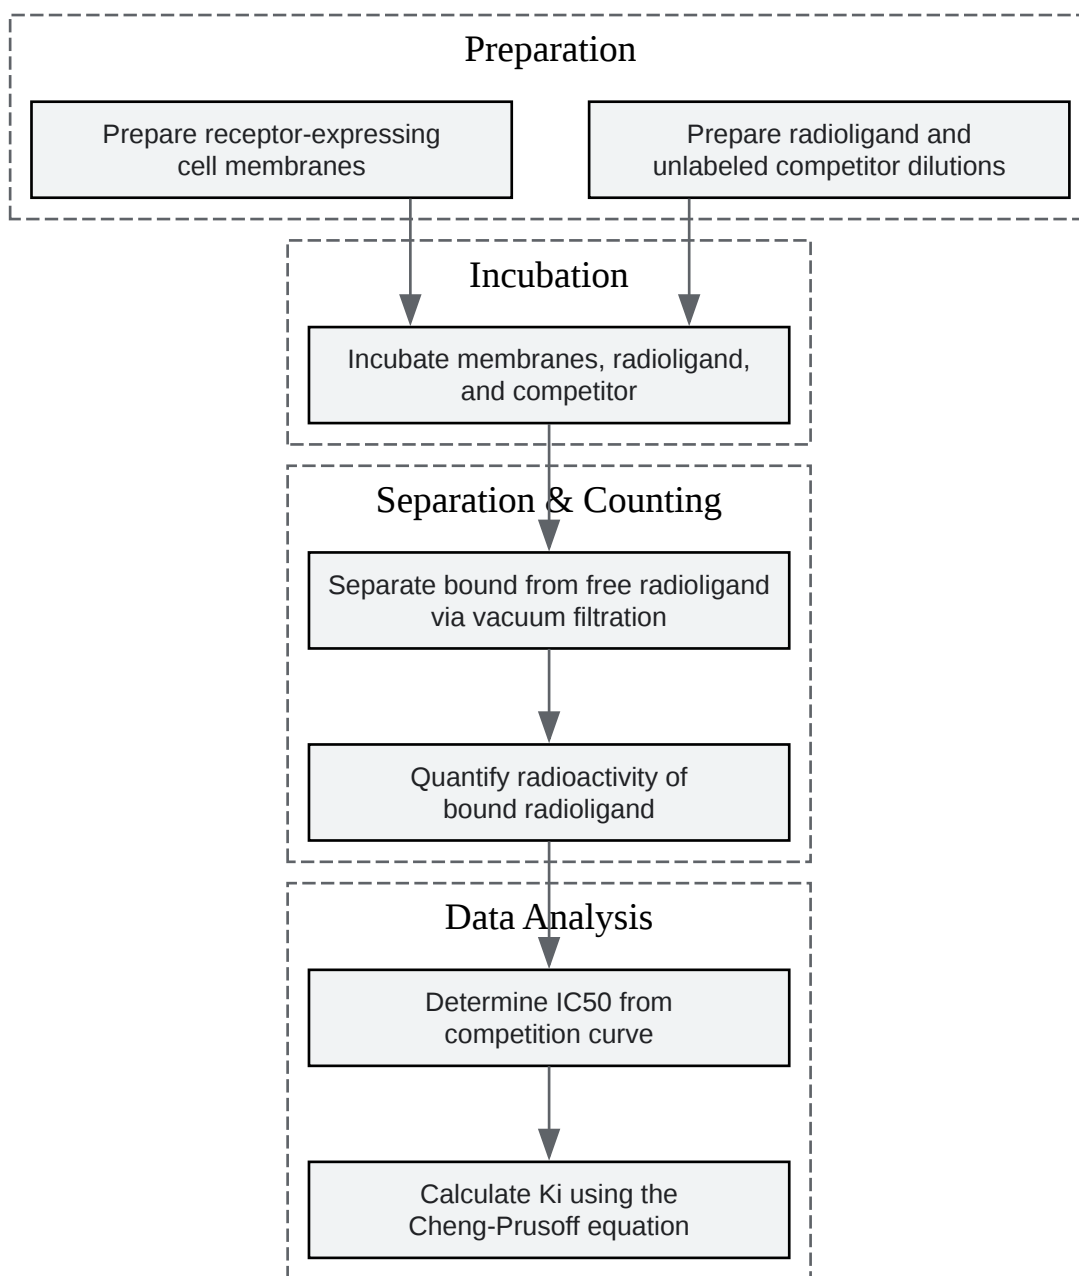 Preparation
Prepare receptor-expressing
cell membranes
Prepare radioligand and
unlabeled competitor dilutions
Incubation
Incubate membranes, radioligand,
and competitor
Separation & Counting
Separate bound from free radioligand
via vacuum filtration
Quantify radioactivity of
bound radioligand
Data Analysis
Determine IC50 from
competition curve
Calculate Ki using the
Cheng-Prusoff equation